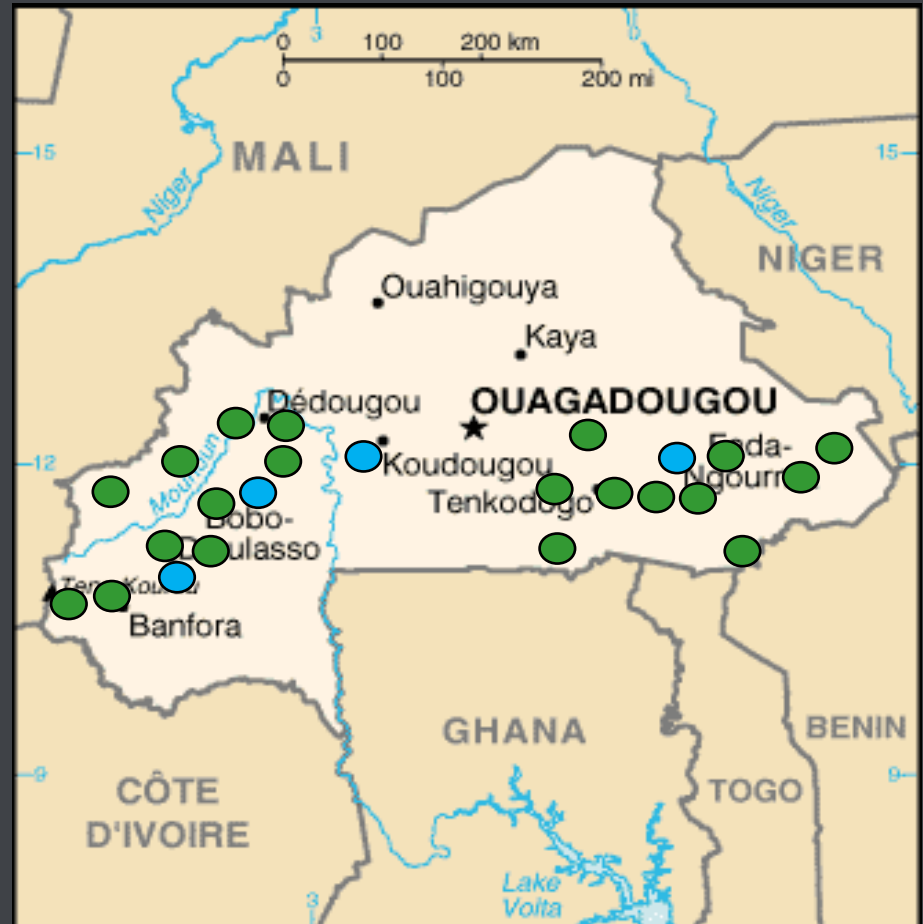 3
0
0 100 200 km
0 100 200 mi
15
15
MALI
Niger
Niger
NIGER
Ouahigouya
Kaya
Dédougou
OUAGADOUGOU
12
12
Koudougou
Mouhoun
Tenkodogo
Banfora
GHANA
BENIN
TOGO
9
9
CÔTE
D'IVOIRE
3
Lake
Volta